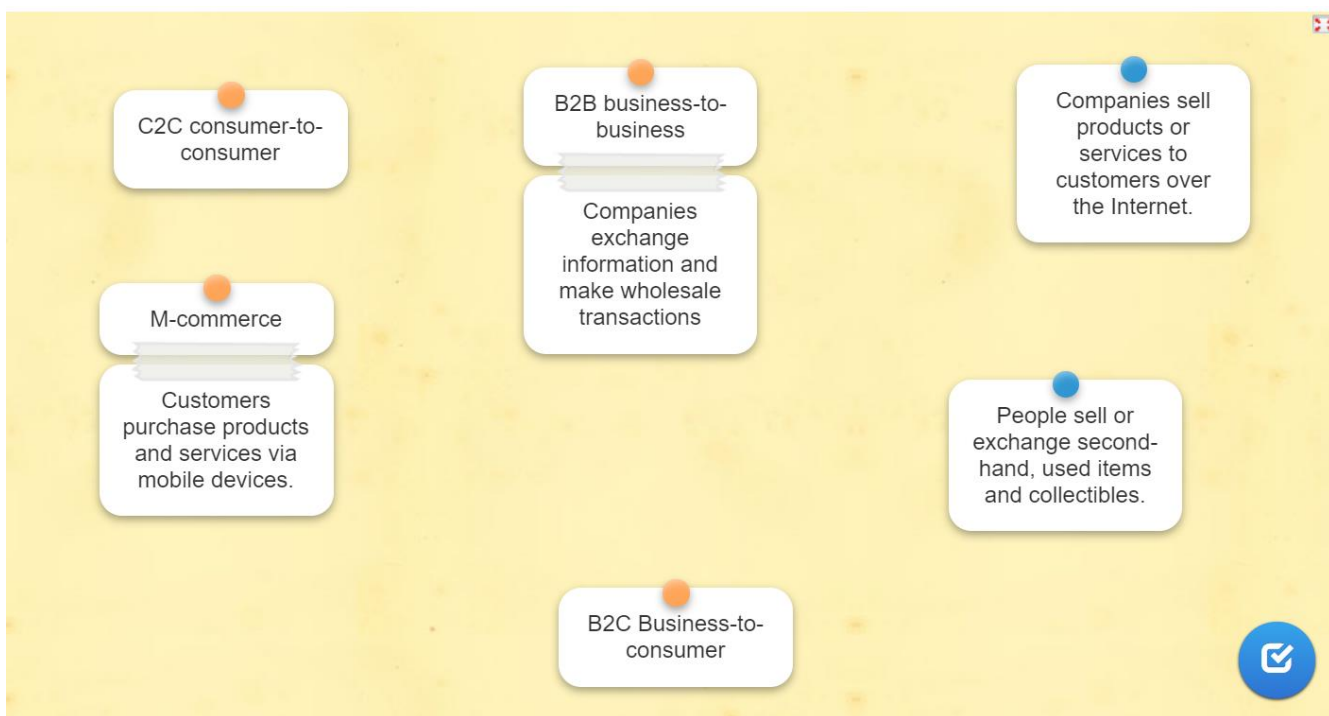 C2C consumer-to-
consumer
B2B business-to-
business
Companies
exchange
information and
make wholesale
transactions
Companies sell
products or
services to
customers over
the Internet.
M-commerce
Customers
purchase products
and services via
mobile devices.
People sell or
exchange second-
hand, used items
and collectibles.
B2C Business-to-
consumer